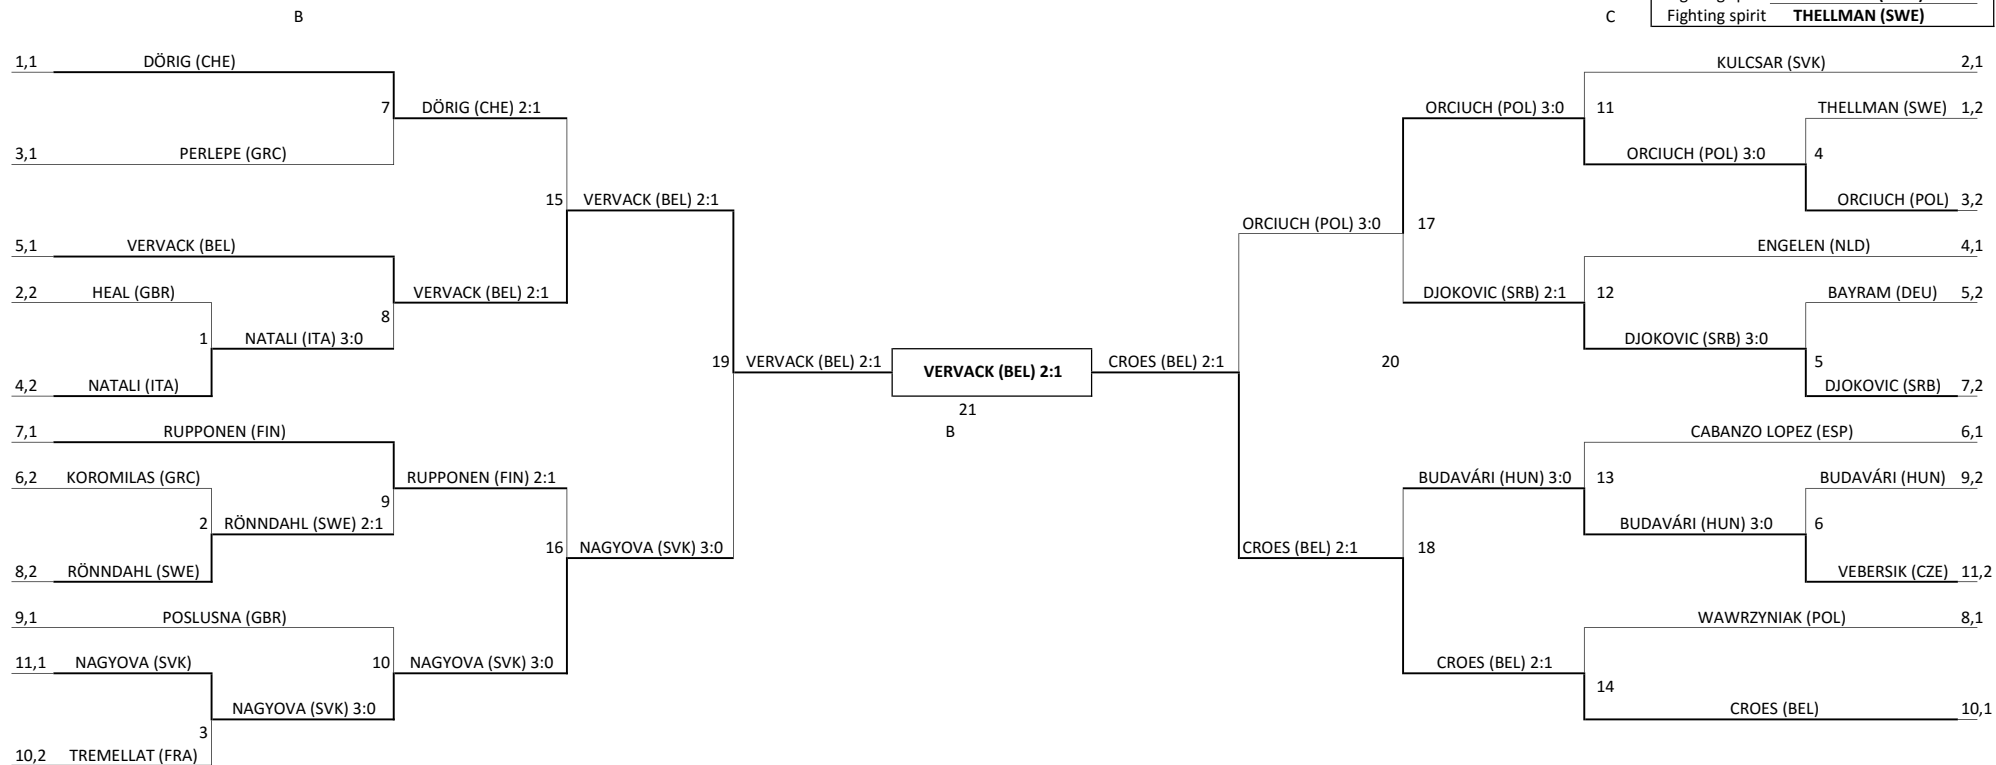 B
C
Fighting spirit THELLMAN (SWE)
1,1 DÖRIG (CHE)
KULCSAR (SVK) 2,1
7 DÖRIG (CHE) 2:1
ORCIUCH (POL) 3:0 11
THELLMAN (SWE) 1,2
3,1 PERLEPE (GRC)
ORCIUCH (POL) 3:0 4
15 VERVACK (BEL) 2:1
ORCIUCH (POL) 3,2
ORCIUCH (POL) 3:0 17
5,1 VERVACK (BEL)
ENGELEN (NLD) 4,1
2,2 HEAL (GBR)
VERVACK (BEL) 2:1
DJOKOVIC (SRB) 2:1 12
BAYRAM (DEU) 5,2
8
1 NATALI (ITA) 3:0
DJOKOVIC (SRB) 3:0
19 VERVACK (BEL) 2:1
VERVACK (BEL) 2:1
CROES (BEL) 2:1
20
5
4,2 NATALI (ITA)
DJOKOVIC (SRB) 7,2
21
B
7,1 RUPPONEN (FIN)
CABANZO LOPEZ (ESP) 6,1
6,2 KOROMILAS (GRC)
RUPPONEN (FIN) 2:1
BUDAVÁRI (HUN) 3:0 13
BUDAVÁRI (HUN) 9,2
9
2 RÖNNDAHL (SWE) 2:1
BUDAVÁRI (HUN) 3:0 6
16 NAGYOVA (SVK) 3:0
CROES (BEL) 2:1 18
8,2 RÖNNDAHL (SWE)
VEBERSIK (CZE) 11,2
9,1 POSLUSNA (GBR)
WAWRZYNIAK (POL) 8,1
11,1 NAGYOVA (SVK)
10 NAGYOVA (SVK) 3:0
CROES (BEL) 2:1
14
NAGYOVA (SVK) 3:0
CROES (BEL) 10,1
3
10,2 TREMELLAT (FRA)